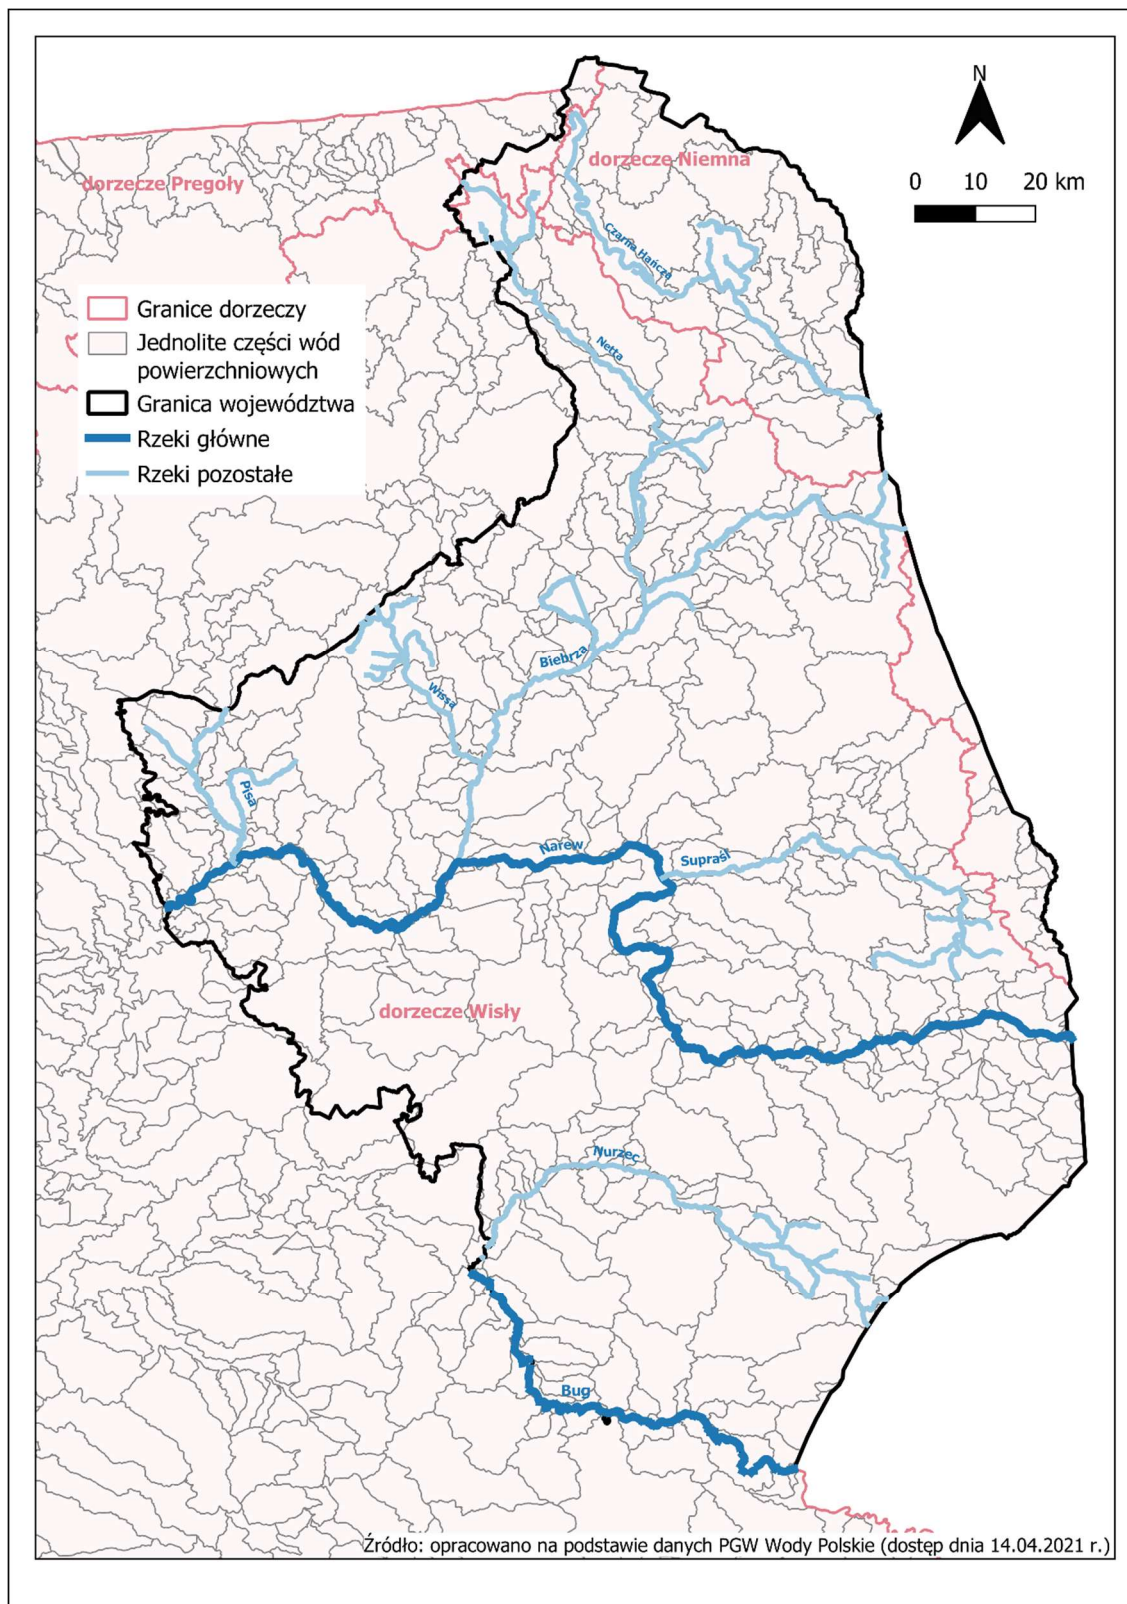 N
0 10 20 km
dorzecze Niemna
dorzecze Pregoły
Czarna Hańcza
Granice dorzeczy
Jednolite części wód
powierzchniowych
Granica województwa
Rzeki główne
Rzeki pozostałe
Netta
Biebrza
Wissa
Pisa
Narew
Supraśl
dorzecze Wisły
Nurzec
Bug
Źródło: opracowano na podstawie danych PGW Wody Polskie (dostęp dnia 14.04.2021 r.)